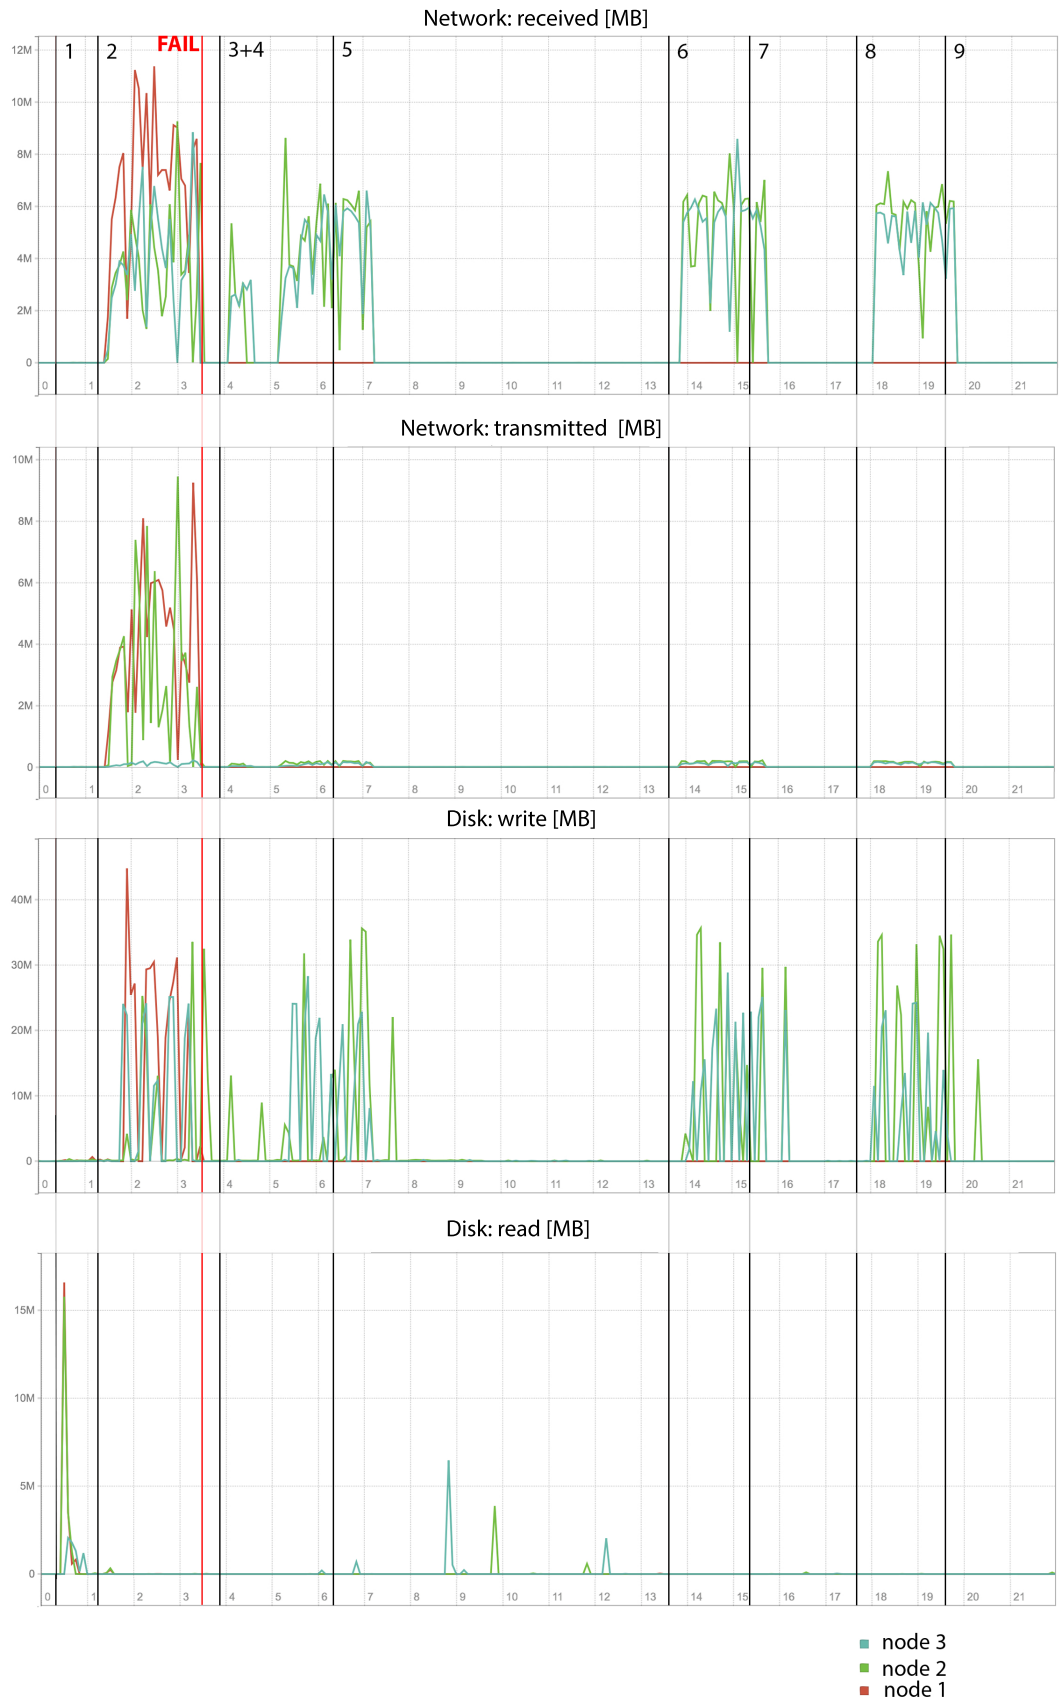 Network: received [MB]
1 2 FAIL 3+4 5 6 7 8 9
12M
10M
8M
6M
4M
2M
0
0 1 2 3 4 5 6 7 8 9 10 11 12 13 14 15 16 17 18 19 20 21
Network: transmitted [MB]
10M
8M
6M
4M
2M
0
0 1 2 3 4 5 6 7 8 9 10 11 12 13 14 15 16 17 18 19 20 21
Disk: write [MB]
40M
30M
20M
10M
0
0 1 2 3 4 5 6 7 8 9 10 11 12 13 14 15 16 17 18 19 20 21
Disk: read [MB]
15M
10M
5M
0
0 1 2 3 4 5 6 7 8 9 10 11 12 13 14 15 16 17 18 19 20 21
node 3
node 2
node 1